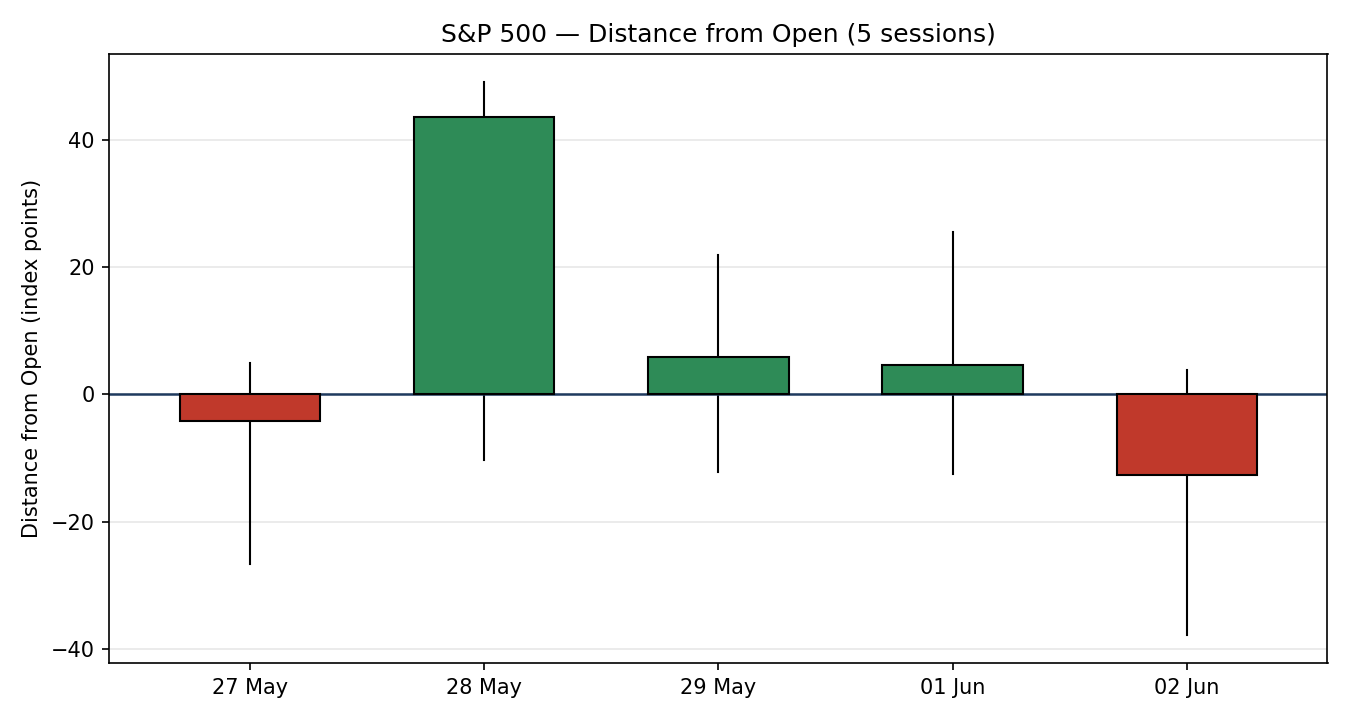 S&P 500 — Distance from Open (5 sessions)
Distance from Open (index points)
40
20
0
−20
−40
27 May
28 May
29 May
01 Jun
02 Jun